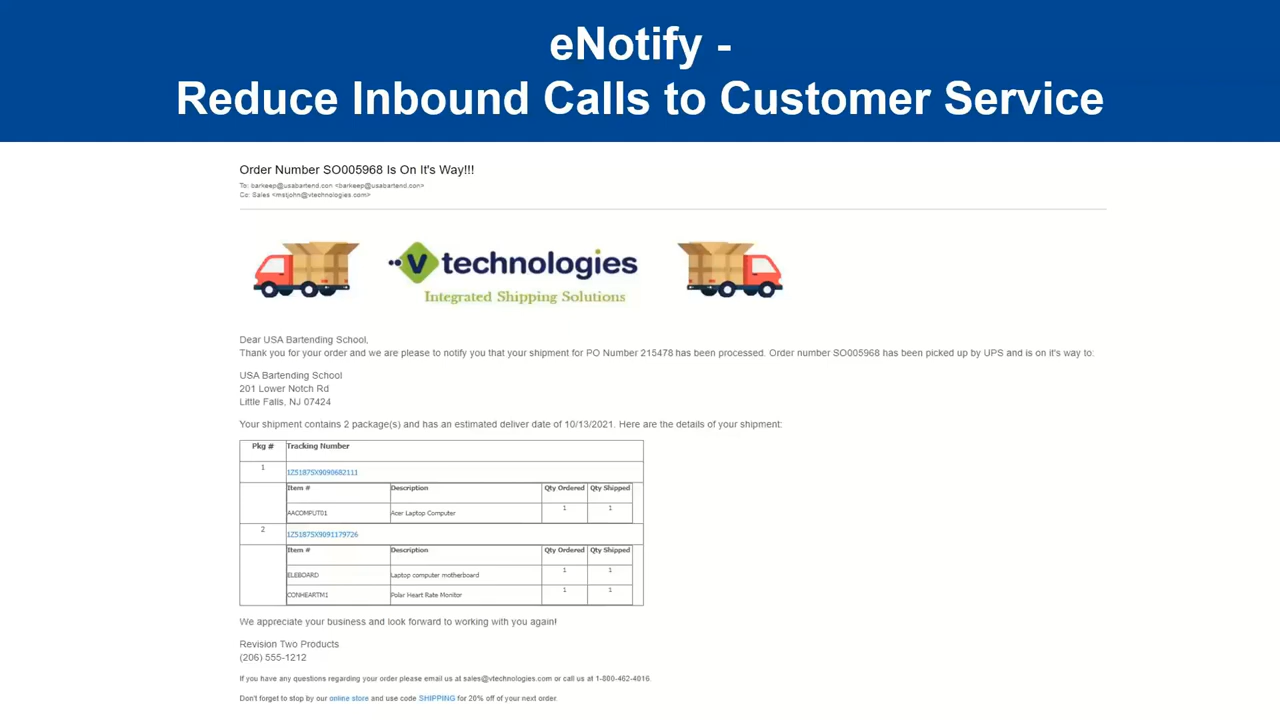 eNotify -
Reduce Inbound Calls to Customer Service
Order Number SO005968 Is On It's Way!!!
To: barkeep@usabartend.con <barkeep@usabartend.con>
Cc: Sales <mstjohn@vtechnologies.com>
V technologies
Integrated Shipping Solutions
Dear USA Bartending School,
Thank you for your order and we are please to notify you that your shipment for PO Number 215478 has been processed. Order number SO005968 has been picked up by UPS and is on it's way to:
USA Bartending School
201 Lower Notch Rd
Little Falls, NJ 07424
Your shipment contains 2 package(s) and has an estimated deliver date of 10/13/2021. Here are the details of your shipment:
Pkg # Tracking Number
1 1Z5187SX9090682111
Item # Description Qty Ordered Qty Shipped
AACOMPUT01 Acer Laptop Computer 1 1
2 1Z5187SX9091179726
Item # Description Qty Ordered Qty Shipped
ELEBOARD Laptop computer motherboard 1 1
CONHEARTM1 Polar Heart Rate Monitor 1 1
We appreciate your business and look forward to working with you again!
Revision Two Products
(206) 555-1212
If you have any questions regarding your order please email us at sales@vtechnologies.com or call us at 1-800-462-4016
Don't forget to stop by our online store and use code SHIPPING for 20% off of your next order.